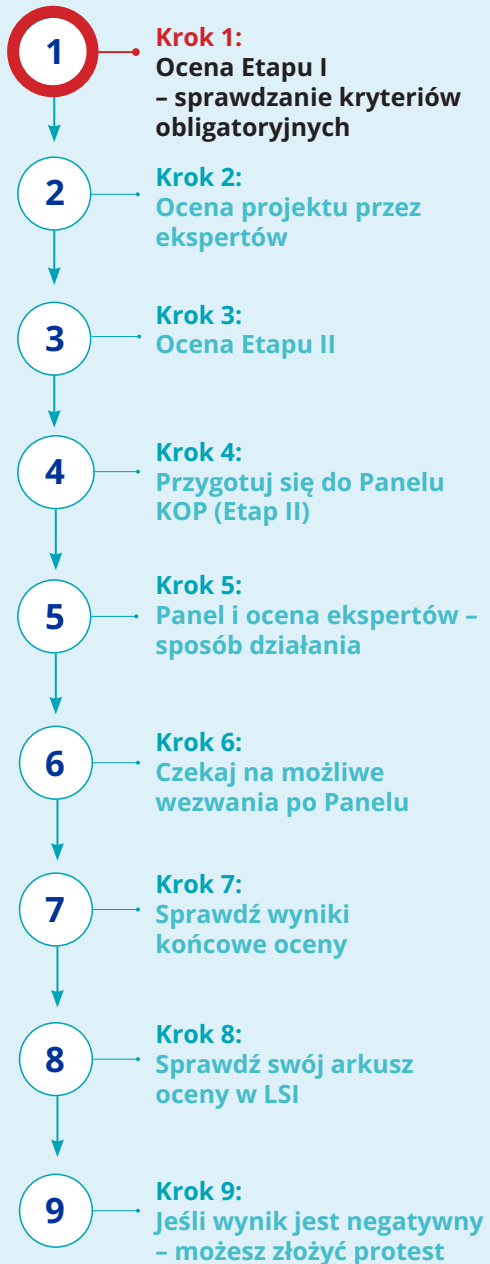 1
Krok 1:
Ocena Etapu I
– sprawdzanie kryteriów
obligatoryjnych
2
Krok 2:
Ocena projektu przez
ekspertów
3
Krok 3:
Ocena Etapu II
4
Krok 4:
Przygotuj się do Panelu
KOP (Etap II)
5
Krok 5:
Panel i ocena ekspertów –
sposób działania
6
Krok 6:
Czekaj na możliwe
wezwania po Panelu
7
Krok 7:
Sprawdź wyniki
końcowe oceny
8
Krok 8:
Sprawdź swój arkusz
oceny w LSI
9
Krok 9:
Jeśli wynik jest negatywny
– możesz złożyć protest